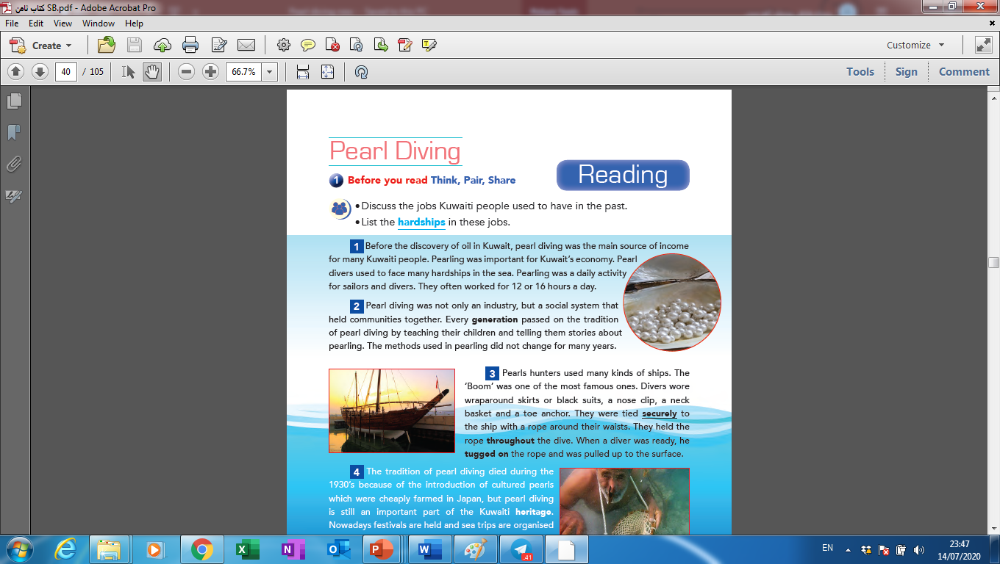 كتاب ثامن SB.pdf - Adobe Acrobat Pro
File Edit View Window Help
Create
Customize
40 / 105
66.7%
Tools Sign Comment
Pearl Diving
Reading
1 Before you read Think, Pair, Share
•Discuss the jobs Kuwaiti people used to have in the past.
•List the hardships in these jobs.
1 Before the discovery of oil in Kuwait, pearl diving was the main source of income
for many Kuwaiti people. Pearling was important for Kuwait's economy. Pearl
divers used to face many hardships in the sea. Pearling was a daily activity
for sailors and divers. They often worked for 12 or 16 hours a day.
2 Pearl diving was not only an industry, but a social system that
held communities together. Every generation passed on the tradition
of pearl diving by teaching their children and telling them stories about
pearling. The methods used in pearling did not change for many years.
3 Pearls hunters used many kinds of ships. The
'Boom' was one of the most famous ones. Divers wore
wraparound skirts or black suits, a nose clip, a neck
basket and a toe anchor. They were tied securely to
the ship with a rope around their waists. They held the
rope throughout the dive. When a diver was ready, he
tugged on the rope and was pulled up to the surface.
4 The tradition of pearl diving died during the
1930's because of the introduction of cultured pearls
which were cheaply farmed in Japan, but pearl diving
is still an important part of the Kuwaiti heritage.
Nowadays festivals are held and sea trips are organised
EN
23:47
14/07/2020
41